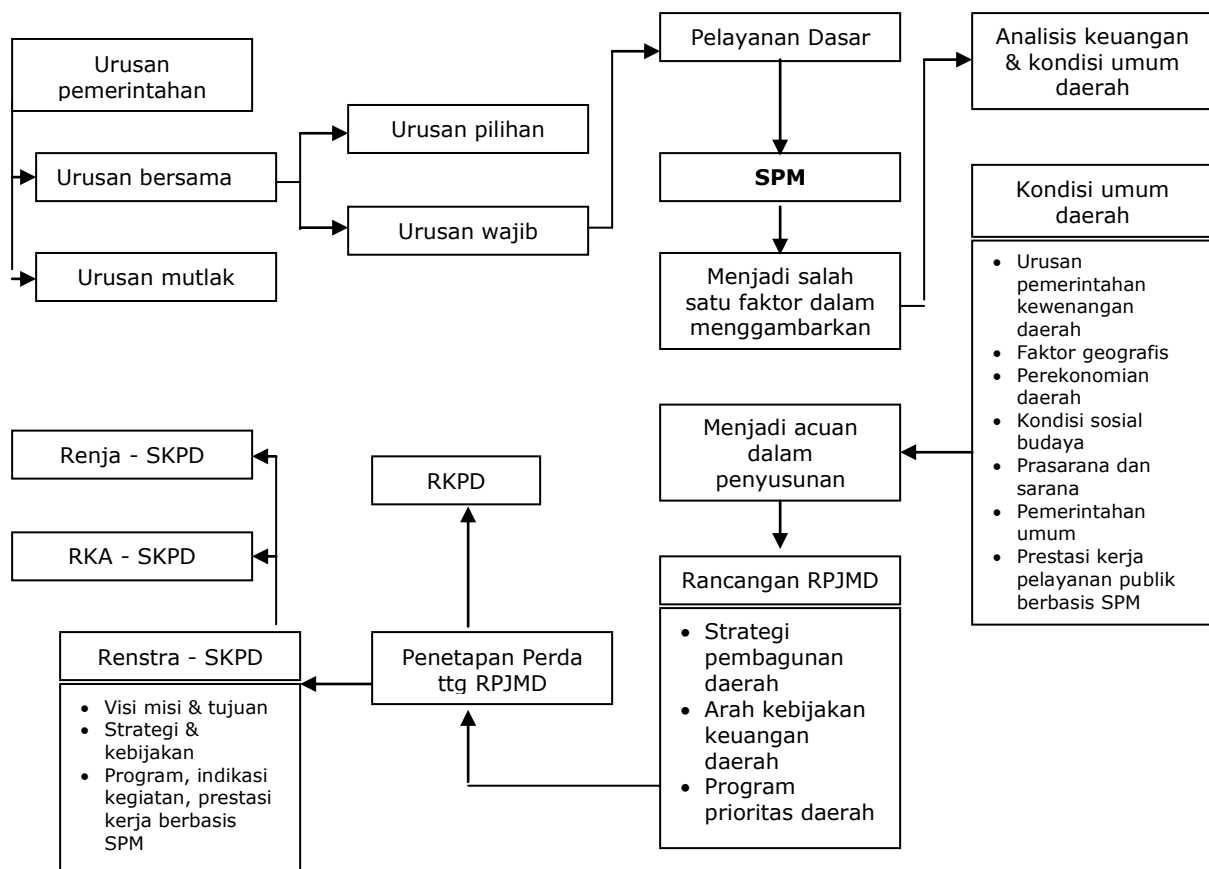 Urusan
pemerintahan
Urusan bersama
Urusan mutlak
Urusan pilihan
Urusan wajib
Pelayanan Dasar
SPM
Menjadi salah
satu faktor dalam
menggambarkan
Analisis keuangan
& kondisi umum
daerah
Kondisi umum
daerah
• Urusan
pemerintahan
kewenangan
daerah
• Faktor geografis
• Perekonomian
daerah
• Kondisi sosial
budaya
• Prasarana dan
sarana
• Pemerintahan
umum
• Prestasi kerja
pelayanan publik
berbasis SPM
Menjadi acuan
dalam
penyusunan
Rancangan RPJMD
• Strategi
pembagunan
daerah
• Arah kebijakan
keuangan
daerah
• Program
prioritas daerah
Penetapan Perda
ttg RPJMD
RKPD
Renstra - SKPD
• Visi misi & tujuan
• Strategi &
kebijakan
• Program, indikasi
kegiatan, prestasi
kerja berbasis
SPM
Renja - SKPD
RKA - SKPD